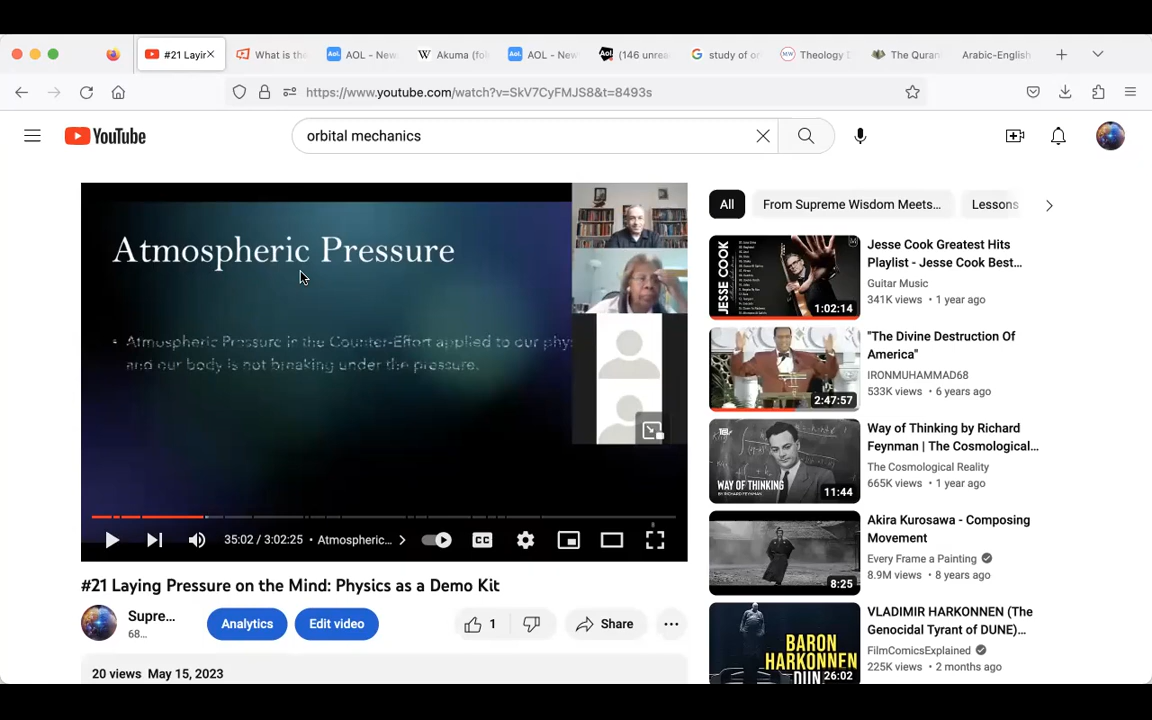 #21 Layir
What is the
AOL - New
Akuma (fol
AOL - New
(146 unrea
study of or
Theology
The Quran
Arabic-English
https://www.youtube.com/watch?v=SkV7CyFMJS8&t=8493s
YouTube
orbital mechanics
All
From Supreme Wisdom Meets...
Lessons
Atmospheric Pressure
• Atmospheric Pressure in the Counter-Effort applied to our phys
and our body is not breaking under the pressure.
35:02 / 3:02:25 • Atmospheric...
#21 Laying Pressure on the Mind: Physics as a Demo Kit
Supre...
68...
Analytics
Edit video
1
Share
20 views May 15, 2023
JESSE COOK
1:02:14
Jesse Cook Greatest Hits
Playlist - Jesse Cook Best...
Guitar Music
341K views • 1 year ago
2:47:57
"The Divine Destruction Of
America"
IRONMUHAMMAD68
533K views • 6 years ago
WAY OF THINKING
BY RICHARD FEYNMAN
11:44
Way of Thinking by Richard
Feynman | The Cosmological...
The Cosmological Reality
665K views • 1 year ago
8:25
Akira Kurosawa - Composing
Movement
Every Frame a Painting
8.9M views • 8 years ago
BARON
HARKONNEN
DUN
26:02
VLADIMIR HARKONNEN (The
Genocidal Tyrant of DUNE)...
FilmComicsExplained
225K views • 2 months ago